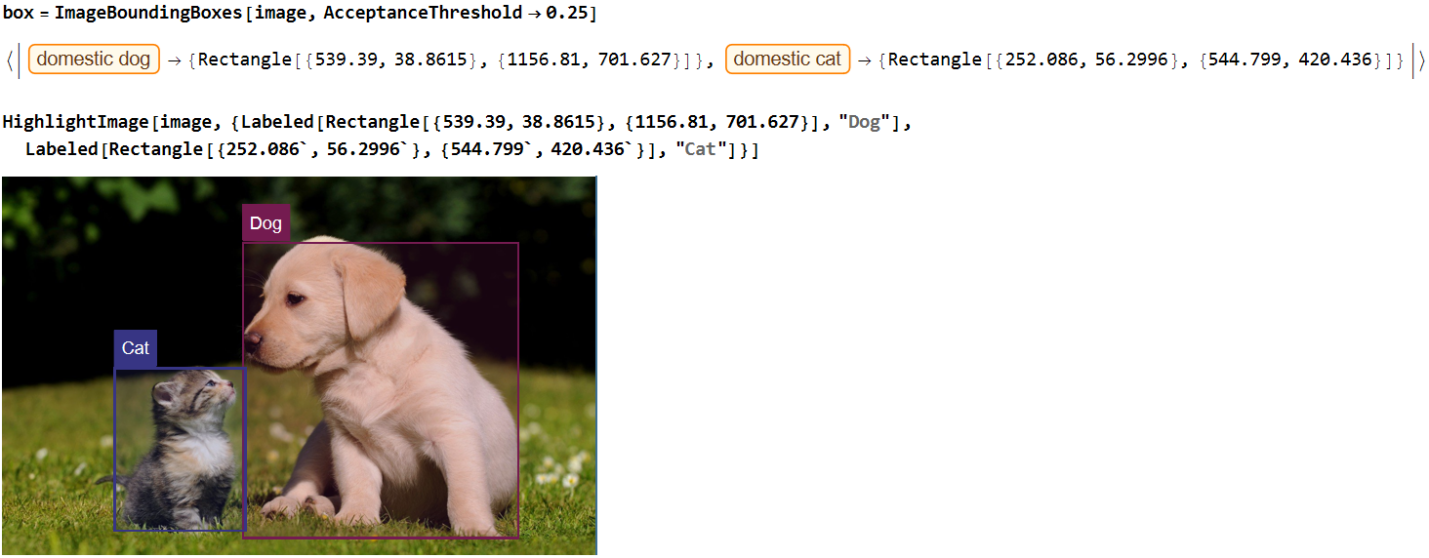 box = ImageBoundingBoxes[image, AcceptanceThreshold → 0.25]
⟨| domestic dog → {Rectangle[{539.39, 38.8615}, {1156.81, 701.627}]}, domestic cat → {Rectangle[{252.086, 56.2996}, {544.799, 420.436}]} |⟩
HighlightImage[image, {Labeled[Rectangle[{539.39, 38.8615}, {1156.81, 701.627}], "Dog"],
Labeled[Rectangle[{252.086`, 56.2996`}, {544.799`, 420.436`}], "Cat"]}]
Dog
Cat